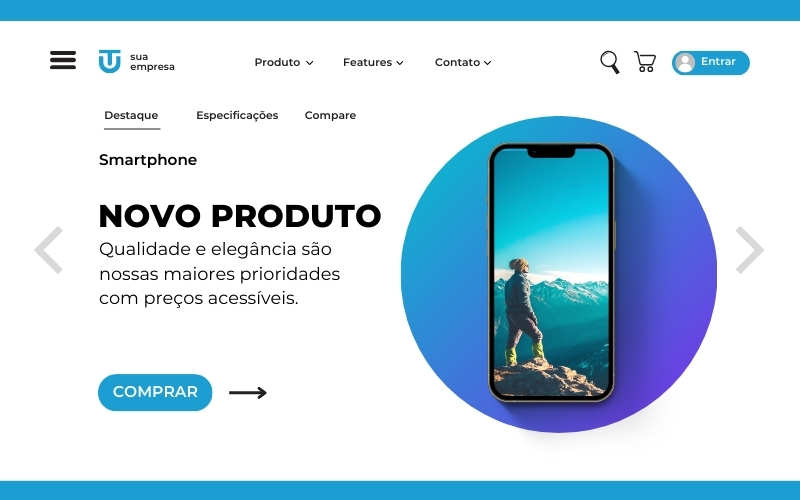 sua
empresa
Produto
Features
Contato
Entrar
Destaque
Especificações
Compare
Smartphone
NOVO PRODUTO
Qualidade e elegância são
nossas maiores prioridades
com preços acessíveis.
COMPRAR